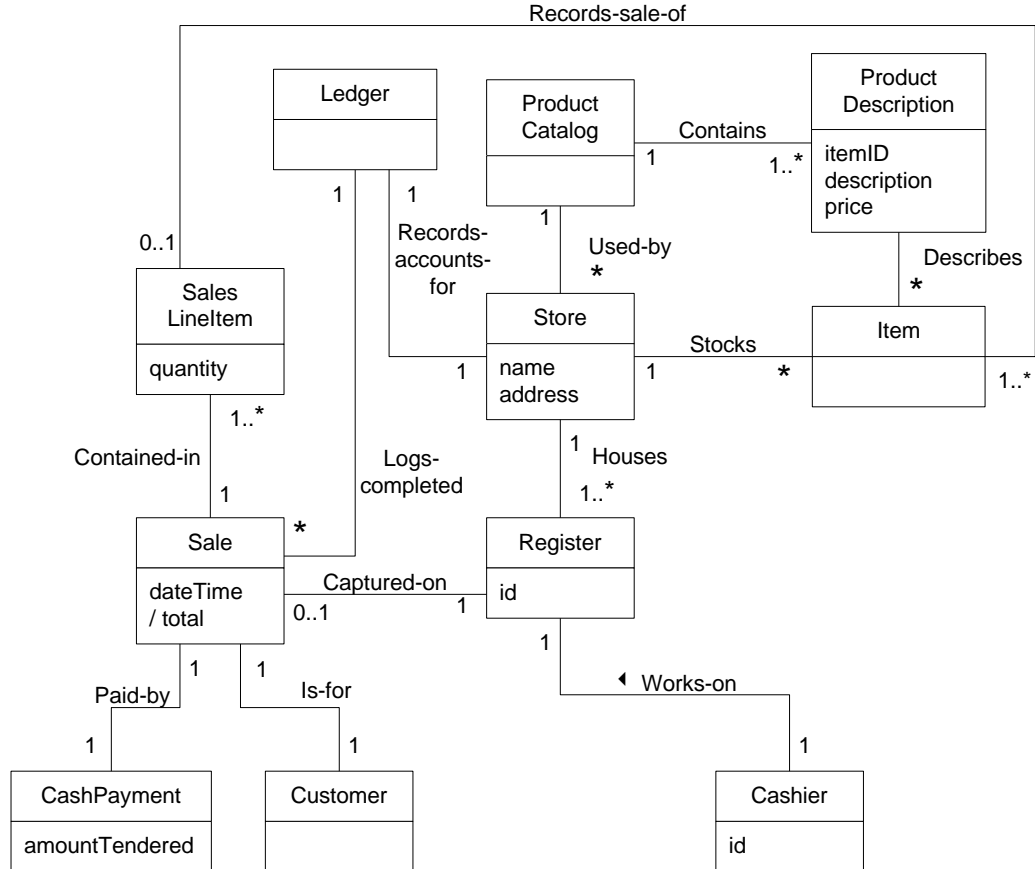 Records-sale-of
Ledger
Product
Catalog
Product
Description
itemID
description
price
Contains
1
1..*
1
1
1
Records-
accounts-
for
Used-by
*
Describes
*
0..1
Sales
LineItem
quantity
Store
name
address
Stocks
1
1
*
Item
1..*
1..*
Contained-in
1
Logs-
completed
*
1
Houses
1..*
Sale
dateTime
/ total
Captured-on
0..1
1
Register
id
1
1
1
Paid-by
Is-for
Works-on
1
1
1
CashPayment
amountTendered
Customer
Cashier
id